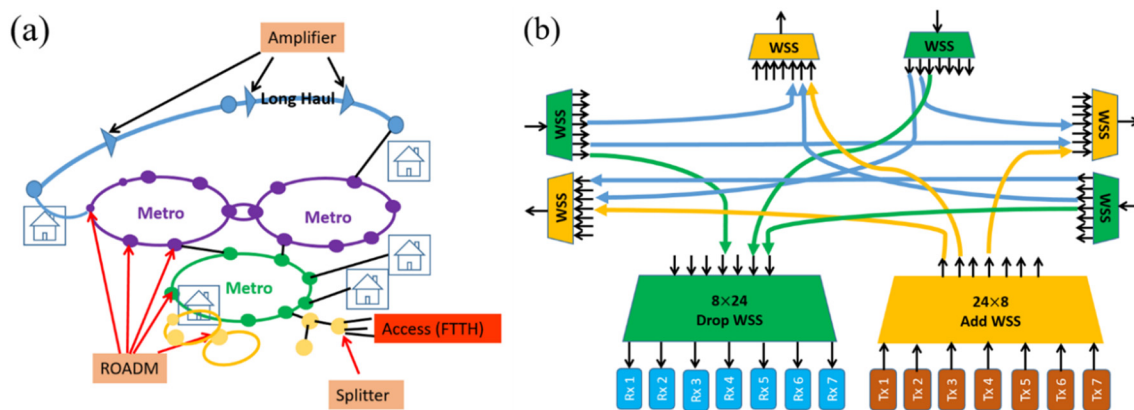 (a)
Amplifier
Long Haul
Metro
Metro
Metro
Access (FTTH)
ROADM
Splitter
(b)
WSS
WSS
WSS
WSS
WSS
WSS
8×24
Drop WSS
24×8
Add WSS
Rx 1
Rx 2
Rx 3
Rx 4
Rx 5
Rx 6
Rx 7
Tx 1
Tx 2
Tx 3
Tx 4
Tx 5
Tx 6
Tx 7